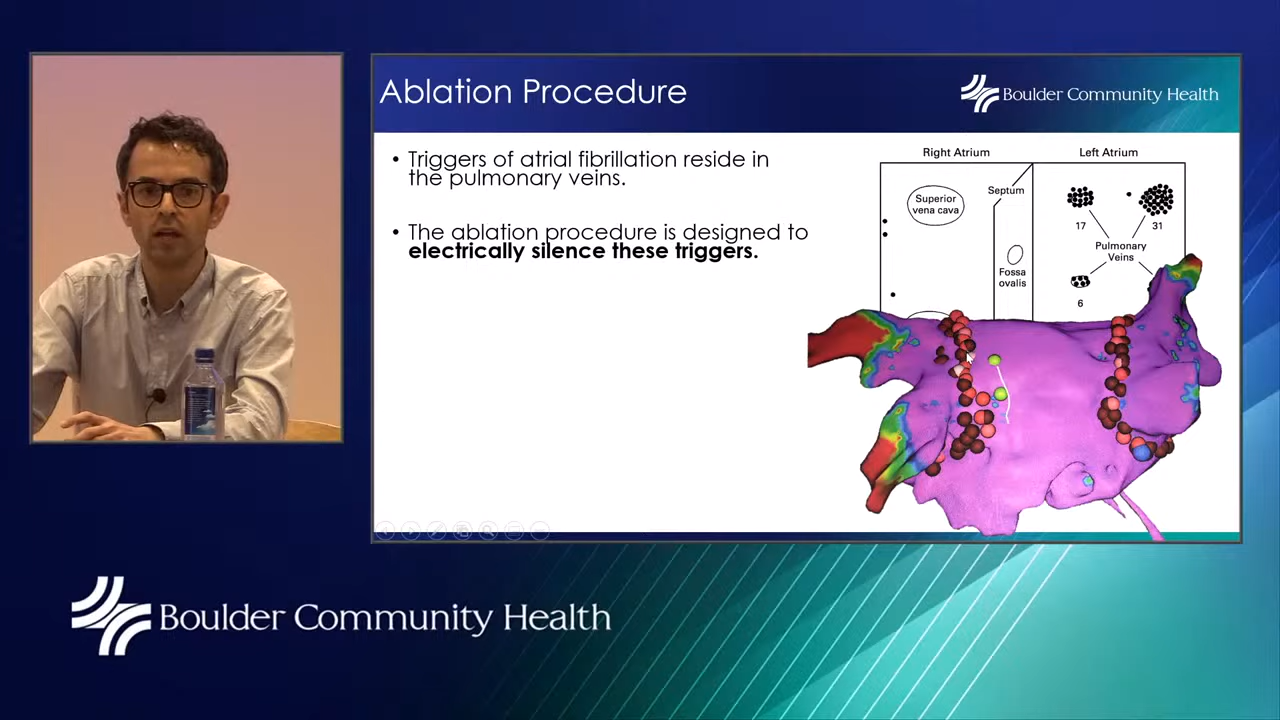 Ablation Procedure
Boulder Community Health
• Triggers of atrial fibrillation reside in
the pulmonary veins.
• The ablation procedure is designed to
electrically silence these triggers.
Right Atrium
Left Atrium
Superior
vena cava
Septum
Fossa
ovalis
17
31
Pulmonary
Veins
6
Boulder Community Health